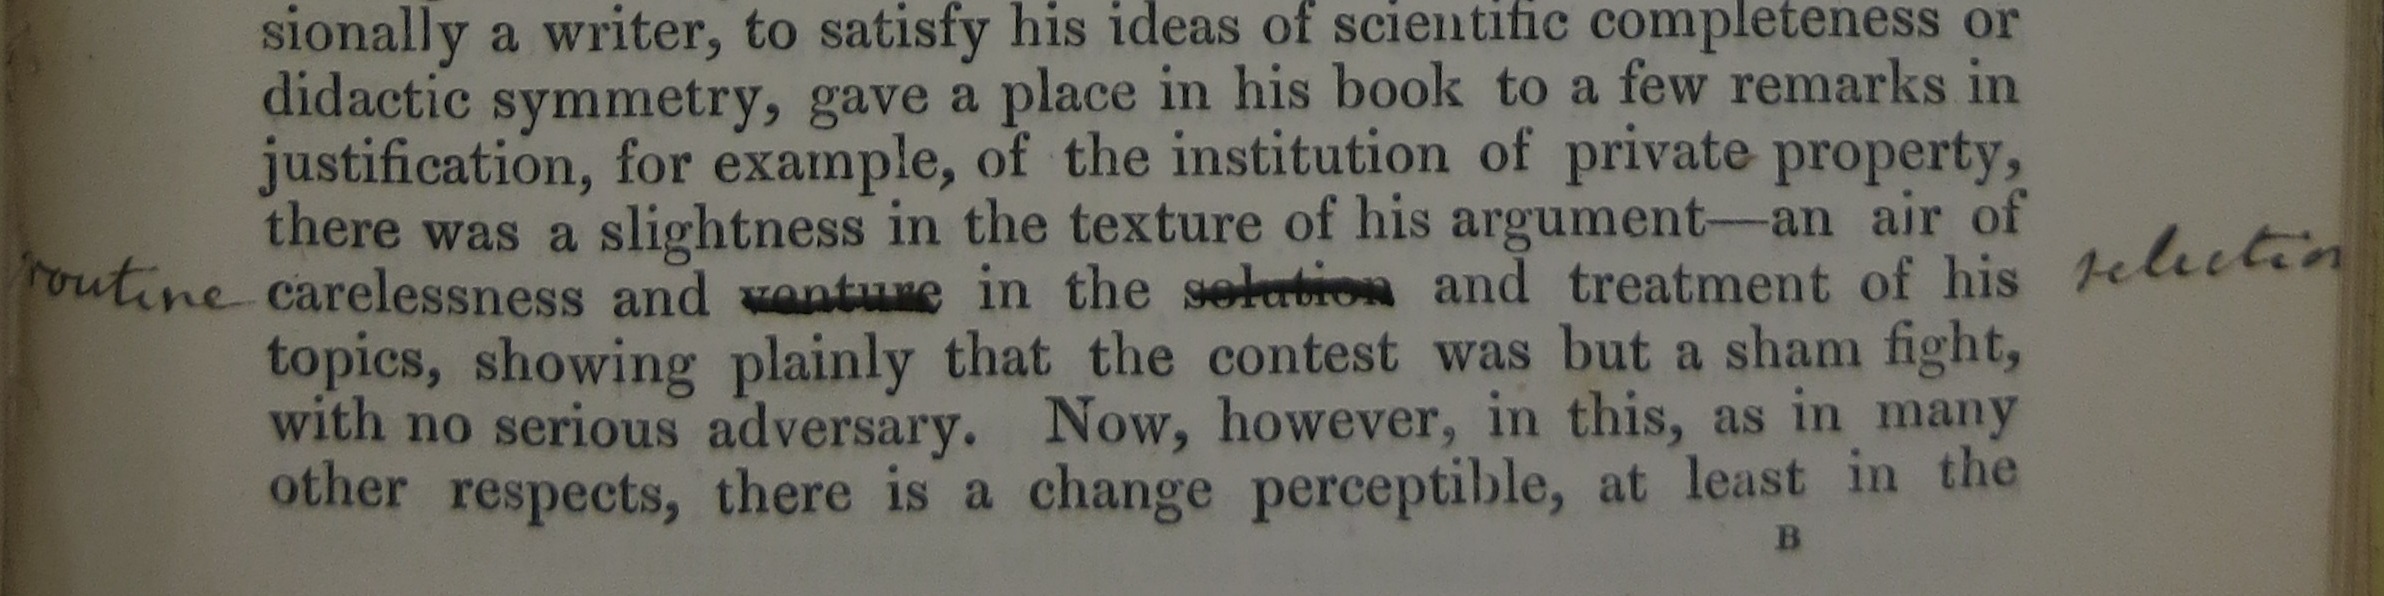 sionally a writer, to satisfy his ideas of scientific completeness or
didactic symmetry, gave a place in his book to a few remarks in
justification, for example, of the institution of private property,
there was a slightness in the texture of his argument—an air of
routine carelessness and venture in the solution and treatment of his selection
topics, showing plainly that the contest was but a sham fight,
with no serious adversary. Now, however, in this, as in many
other respects, there is a change perceptible, at least in the
B